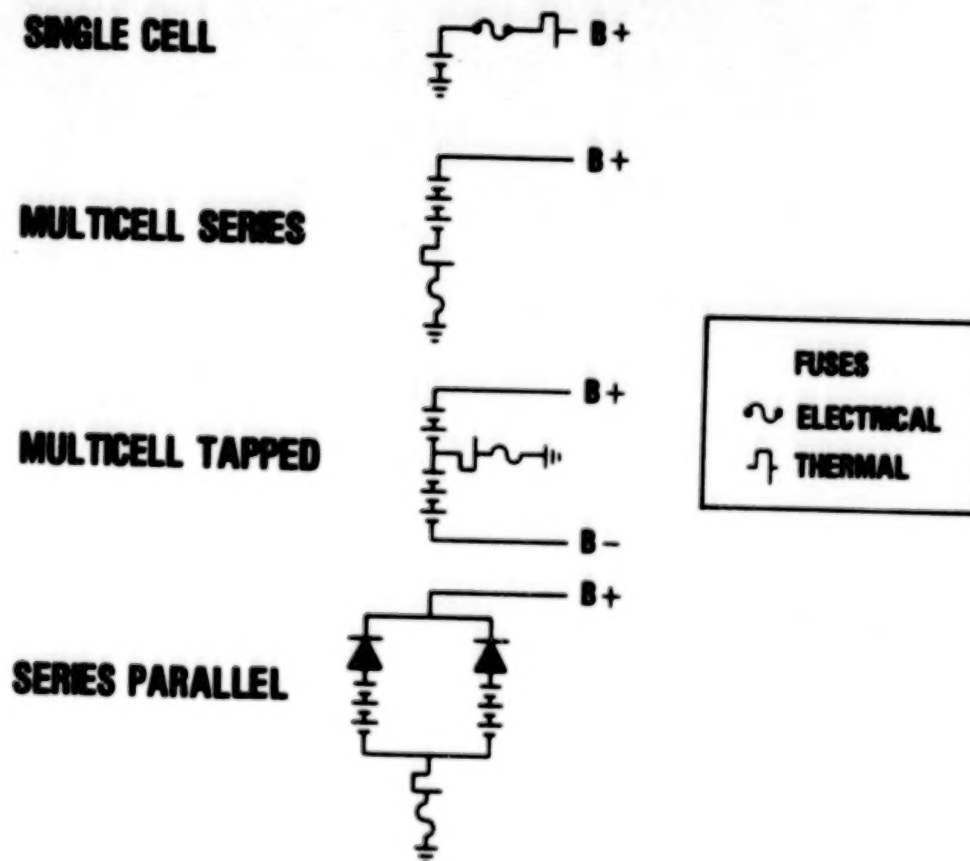 SINGLE CELL
B+
B+
MULTICELL SERIES
B+
MULTICELL TAPPED
B-
B+
SERIES PARALLEL
FUSES
ELECTRICAL
THERMAL